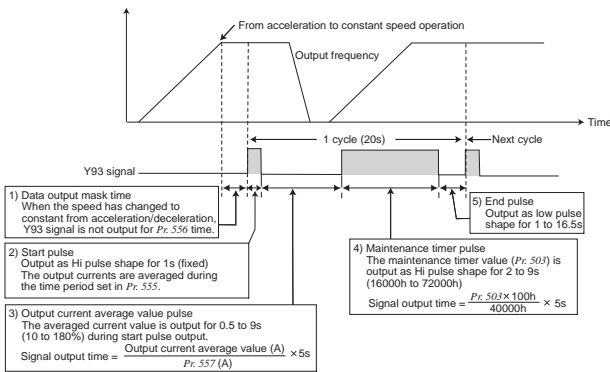 From acceleration to constant speed operation
Output frequency
Time
1 cycle (20s)
Next cycle
Y93 signal
1) Data output mask time
When the speed has changed to
constant from acceleration/deceleration,
Y93 signal is not output for Pr. 556 time.
2) Start pulse
Output as Hi pulse shape for 1s (fixed)
The output currents are averaged during
the time period set in Pr. 555.
3) Output current average value pulse
The averaged current value is output for 0.5 to 9s
(10 to 180%) during start pulse output.
Signal output time = Output current average value (A) / Pr. 557 (A) ×5s
5) End pulse
Output as low pulse
shape for 1 to 16.5s
4) Maintenance timer pulse
The maintenance timer value (Pr. 503) is
output as Hi pulse shape for 2 to 9s
(16000h to 72000h)
Signal output time = Pr. 503×100h / 40000h × 5s